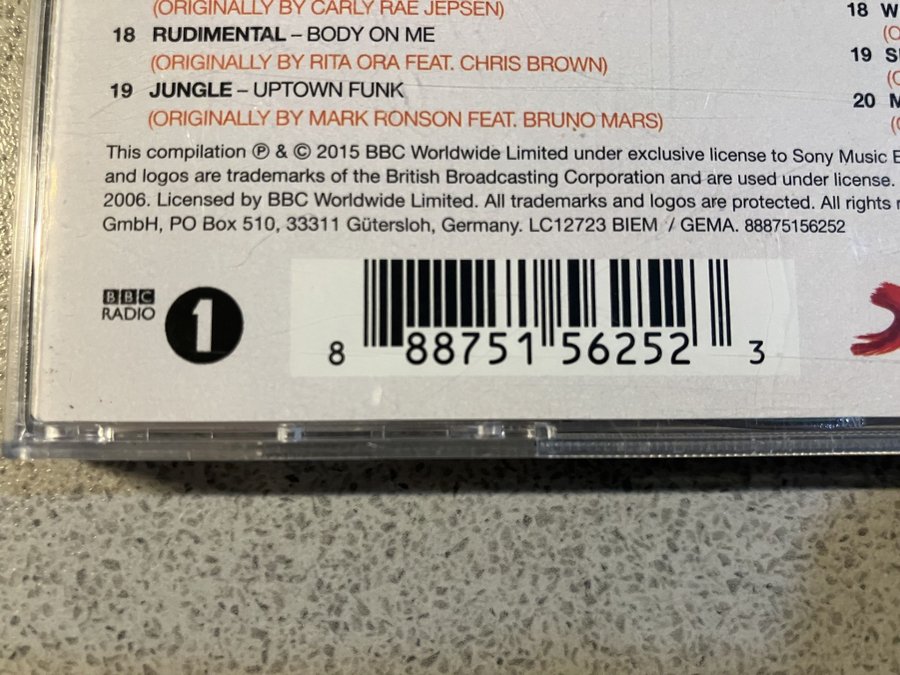 (ORIGINALLY BY CARLY RAE JEPSEN)
18 RUDIMENTAL – BODY ON ME
(ORIGINALLY BY RITA ORA FEAT. CHRIS BROWN)
19 JUNGLE – UPTOWN FUNK
(ORIGINALLY BY MARK RONSON FEAT. BRUNO MARS)
18 W
(O
19 S
(O
20 M
(O
This compilation ℗ & © 2015 BBC Worldwide Limited under exclusive license to Sony Music E
and logos are trademarks of the British Broadcasting Corporation and are used under license.
2006. Licensed by BBC Worldwide Limited. All trademarks and logos are protected. All rights r
GmbH, PO Box 510, 33311 Gütersloh, Germany. LC12723 BIEM / GEMA. 88875156252
BBC
RADIO 1
8 88751 56252 3